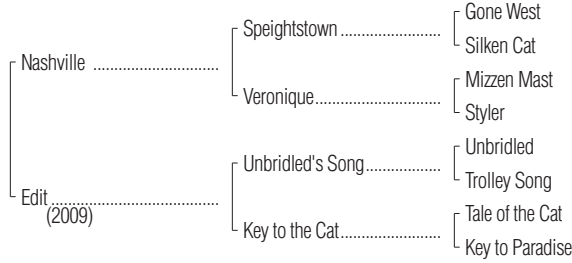 Gone West
Speightstown ....................
Silken Cat
Nashville ..........................
Mizzen Mast
Veronique..........................
Styler
Unbridled
Unbridled's Song................
Trolley Song
Edit...................................
(2009)
Tale of the Cat
Key to the Cat.....................
Key to Paradise